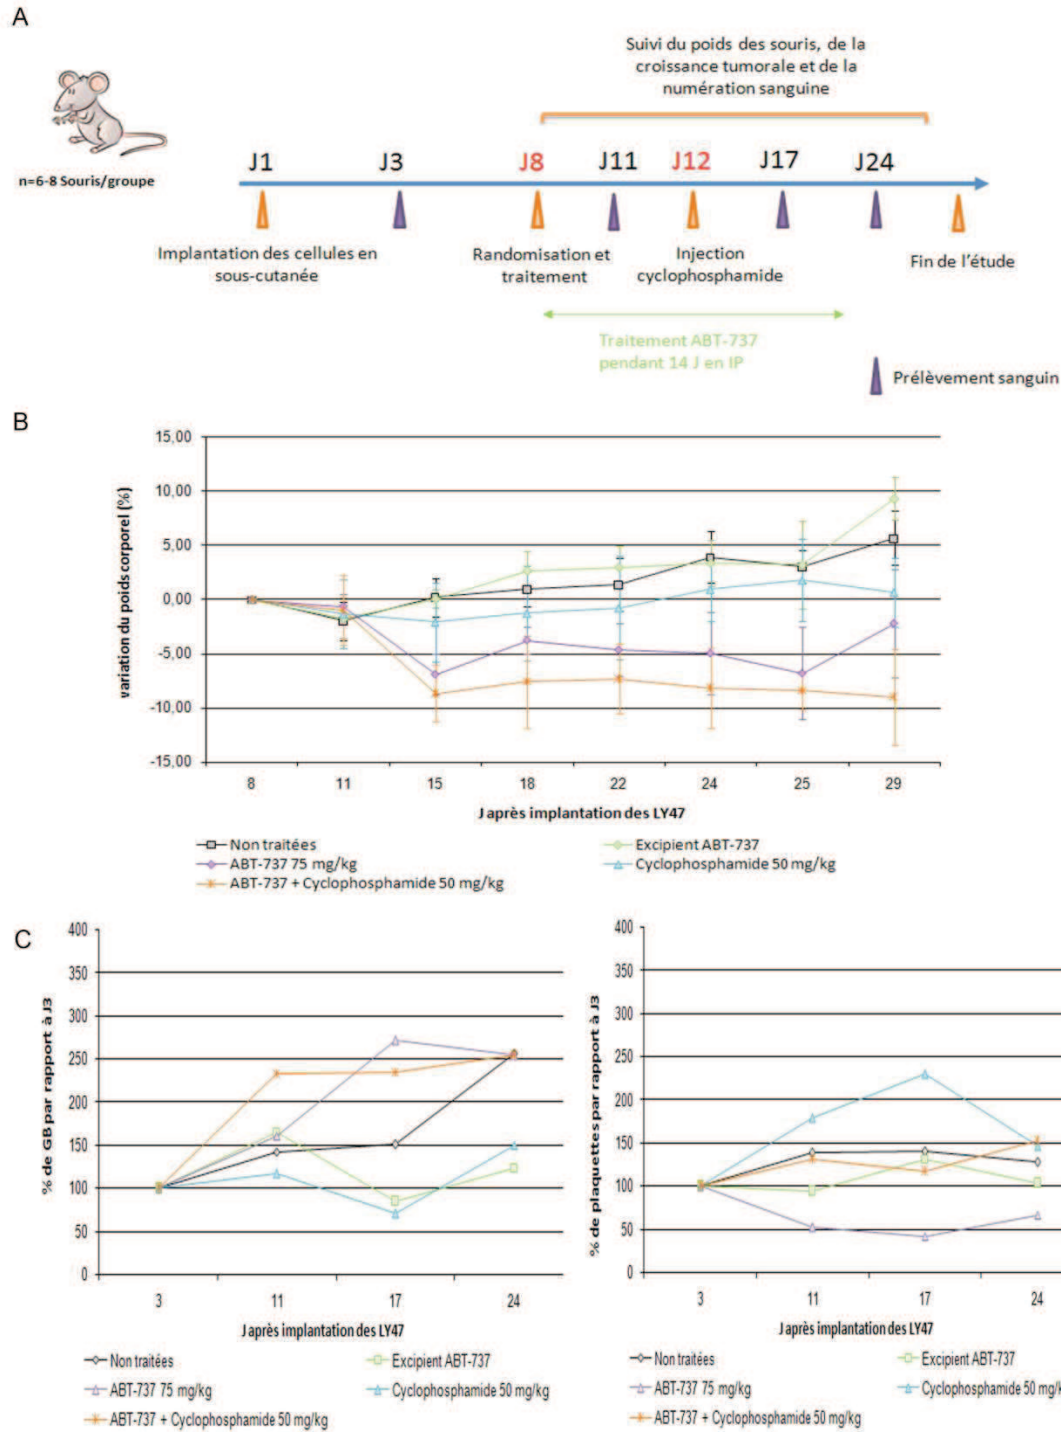 A
Suivi du poids des souris, de la
croissance tumorale et de la
numération sanguine
n=6-8 Souris/groupe
J1
J3
J8
J11
J12
J17
J24
Implantation des cellules en
sous-cutanée
Randomisation et
traitement
Injection
cyclophosphamide
Fin de l'étude
Traitement ABT-737
pendant 14 J en IP
Prélèvement sanguin
B
variation du poids corporel (%)
15,00
10,00
5,00
0,00
-5,00
-10,00
-15,00
8 11 15 18 22 24 25 29
J après implantation des LY47
Non traitées
Excipient ABT-737
ABT-737 75 mg/kg
Cyclophosphamide 50 mg/kg
ABT-737 + Cyclophosphamide 50 mg/kg
C
% de GB par rapport à J3
400
350
300
250
200
150
100
50
0
3 11 17 24
J après implantation des LY47
Non traitées
Excipient ABT-737
ABT-737 75 mg/kg
Cyclophosphamide 50 mg/kg
ABT-737 + Cyclophosphamide 50 mg/kg
% de plaquettes par rapport à J3
400
350
300
250
200
150
100
50
0
3 11 17 24
J après implantation des LY47
Non traitées
Excipient ABT-737
ABT-737 75 mg/kg
Cyclophosphamide 50 mg/k
ABT-737 + Cyclophosphamide 50 mg/kg